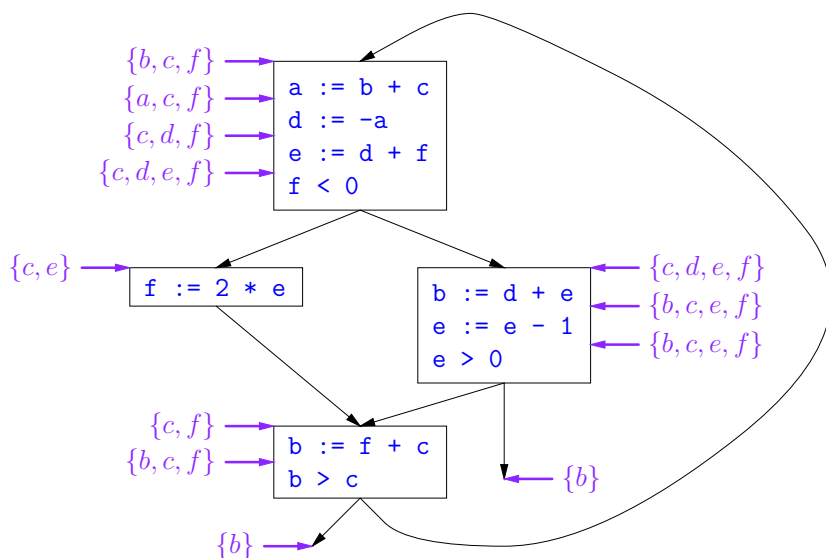 {b, c, f}
a := b + c
{a, c, f}
d := -a
{c, d, f}
e := d + f
{c, d, e, f}
f < 0
{c, e}
f := 2 * e
{c, d, e, f}
b := d + e
{b, c, e, f}
e := e - 1
{b, c, e, f}
e > 0
{c, f}
b := f + c
{b, c, f}
b > c
{b}
{b}